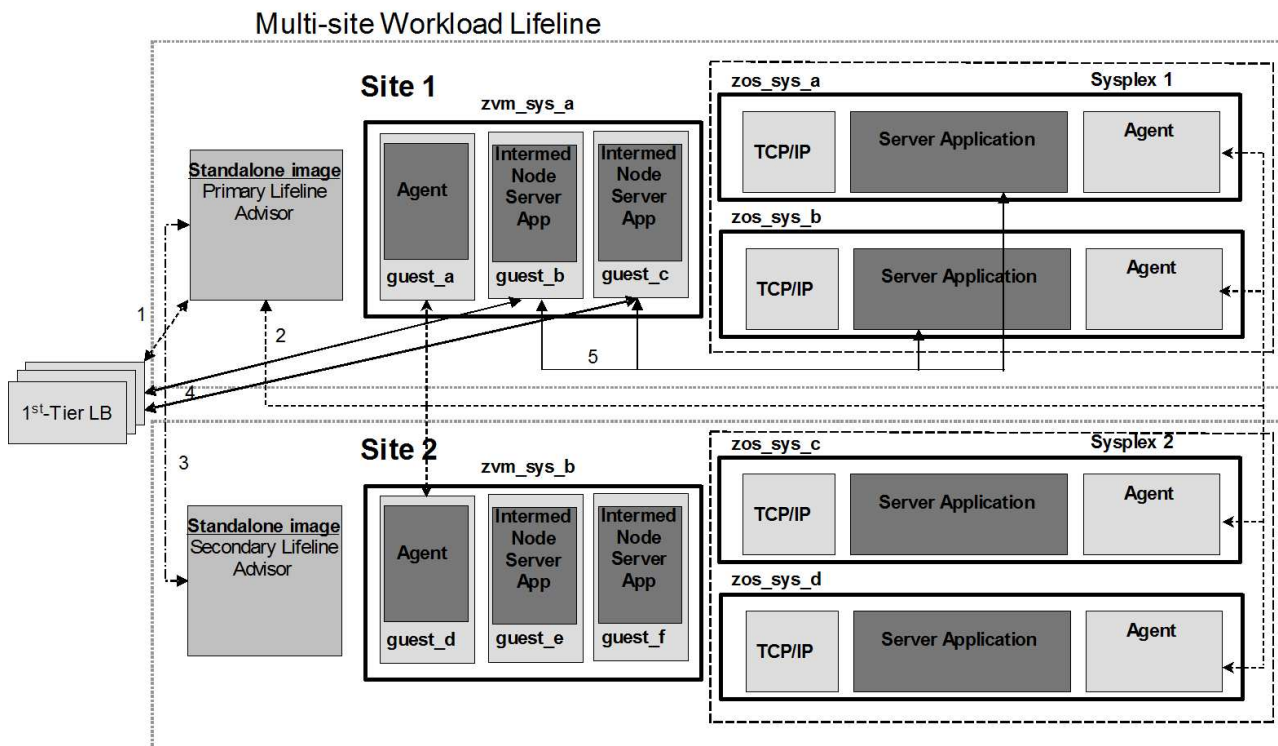 Multi-site Workload Lifeline
Site 1
zvm_sys_a
zos_sys_a
Sysplex 1
Standalone image
Primary Lifeline
Advisor
Agent
guest_a
Intermed
Node
Server
App
guest_b
Intermed
Node
Server
App
guest_c
TCP/IP
Server Application
Agent
zos_sys_b
TCP/IP
Server Application
Agent
1
2
5
4
1st-Tier LB
3
Site 2
zvm_sys_b
zos_sys_c
Sysplex 2
Standalone image
Secondary Lifeline
Advisor
Agent
guest_d
Intermed
Node
Server
App
guest_e
Intermed
Node
Server
App
guest_f
TCP/IP
Server Application
Agent
zos_sys_d
TCP/IP
Server Application
Agent